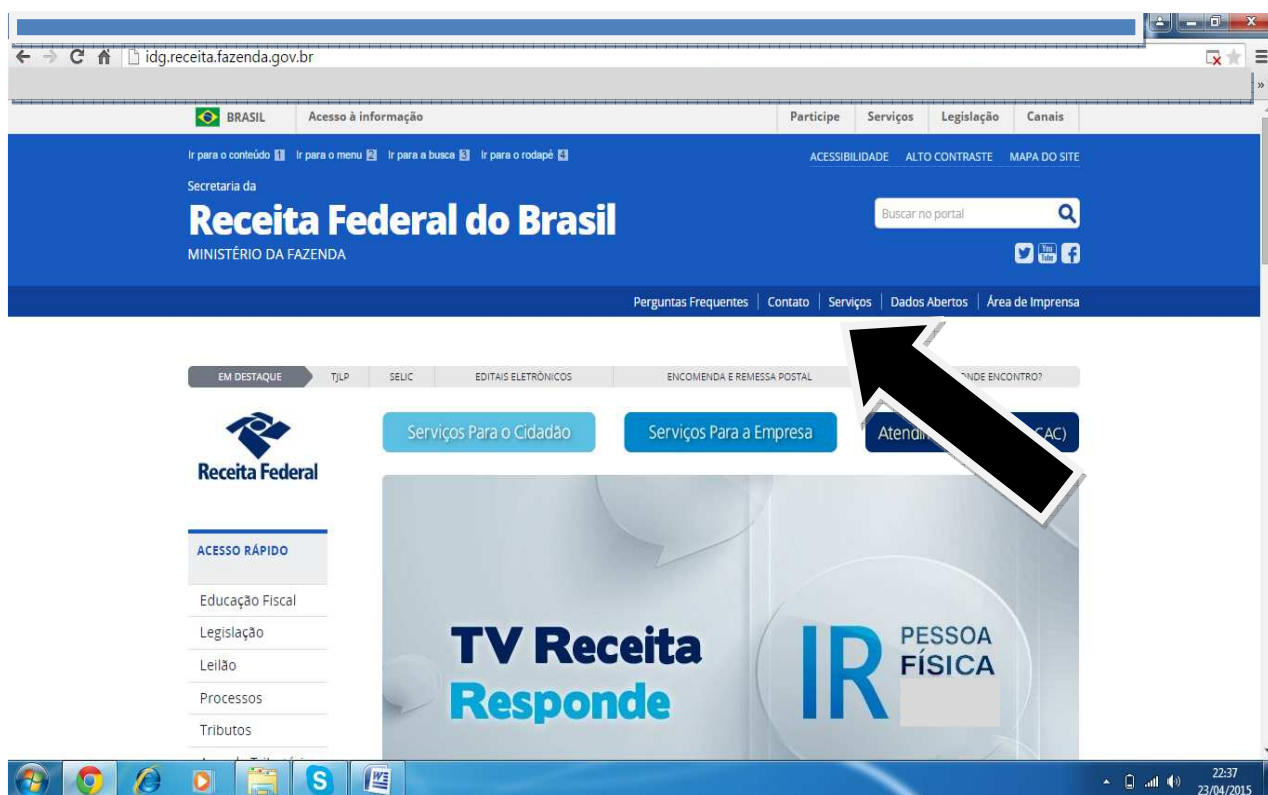 idg.receita.fazenda.gov.br
BRASIL Acesso à informação Participe Serviços Legislação Canais
Ir para o conteúdo 1 Ir para o menu 2 Ir para a busca 3 Ir para o rodapé 4 ACESSIBILIDADE ALTO CONTRASTE MAPA DO SITE
Secretaria da
Receita Federal do Brasil
Buscar no portal
MINISTÉRIO DA FAZENDA
You Tube
Perguntas Frequentes Contato Serviços Dados Abertos Área de Imprensa
EM DESTAQUE TJLP SELIC EDITAIS ELETRÔNICOS ENCOMENDA E REMESSA POSTAL ENCONTRO?
Serviços Para o Cidadão Serviços Para a Empresa CAC)
Receita Federal
ACESSO RÁPIDO
Educação Fiscal
Legislação
Leilão
Processos
Tributos
TV Receita
Responde
IR PESSOA
FÍSICA
22:37
23/04/2015